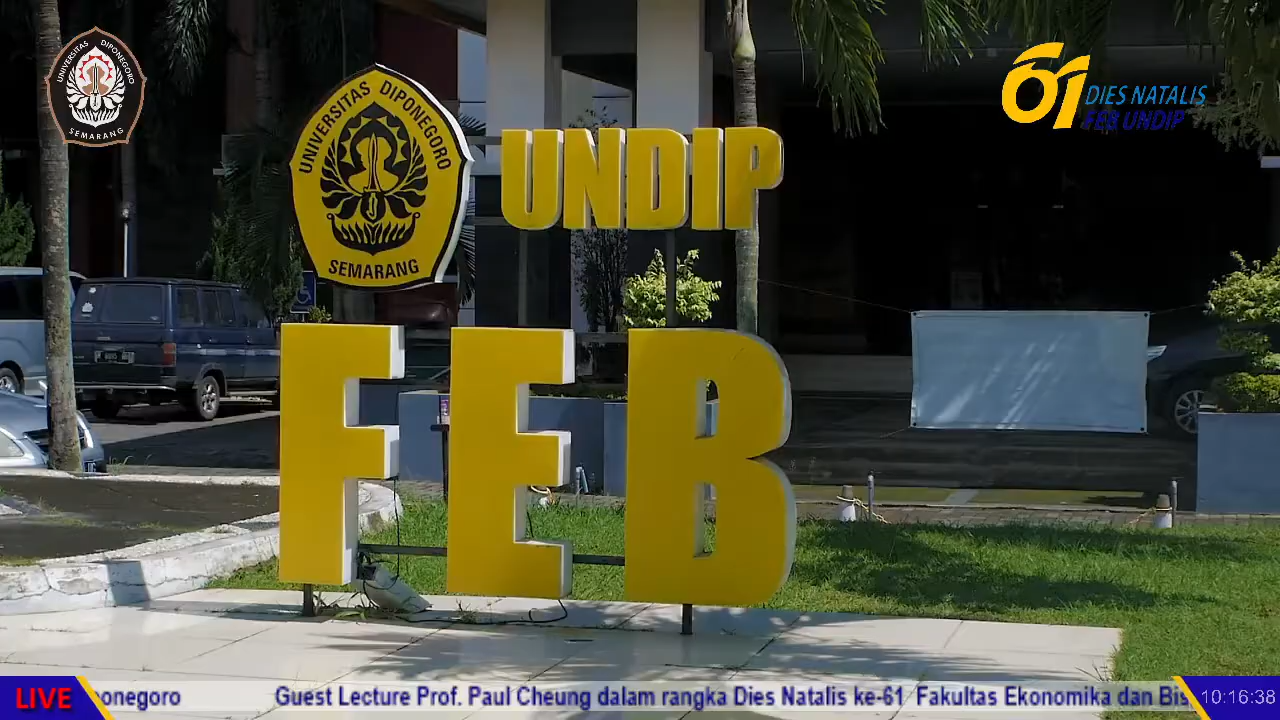 UNIVERSITAS DIPONEGORO
SEMARANG
61 DIES NATALIS
FEB UNDIP
UNIVERSITAS DIPONEGORO
SEMARANG
UNDIP
FEB
LIVE
ponegoro Guest Lecture Prof. Paul Cheung dalam rangka Dies Natalis ke-61 Fakultas Ekonomika dan Bis
10:16:38